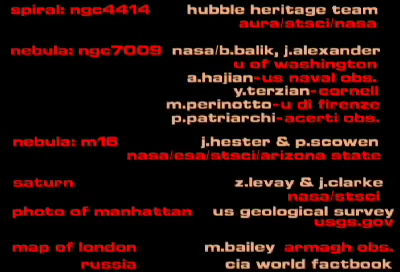 spiral: ngc4414 hubble heritage team
aura/stsci/nasa
nebula: ngc7009 nasa/b.balik, j.alexander
u of washington
a.hajian-us naval obs.
y.terzian-cornell
m.perinotto-u di firenze
p.patriarchi-acerti obs.
nebula: m16 j.hester & p.scowen
nasa/esa/stsci/arizona state
saturn z.levay & j.clarke
nasa/stsci
photo of manhattan us geological survey
usgs.gov
map of london m.bailey armagh obs.
russia cia world factbook